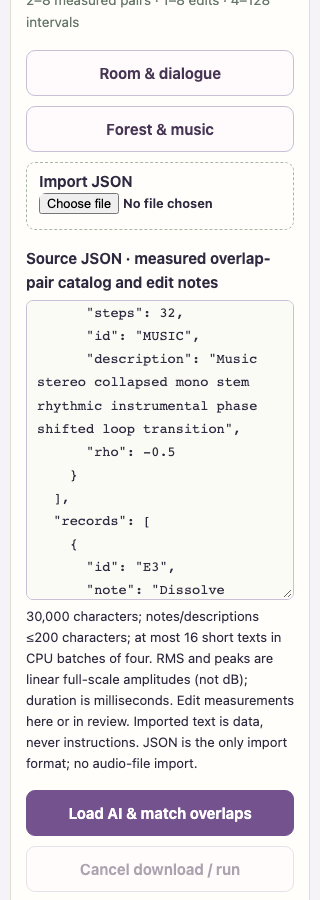 2–8 measured pairs · 1–8 edits · 4–128
intervals
Room & dialogue
Forest & music
Import JSON
Choose file No file chosen
Source JSON · measured overlap-
pair catalog and edit notes
"steps": 32,
"id": "MUSIC",
"description": "Music
stereo collapsed mono stem
rhythmic instrumental phase
shifted loop transition",
"rho": -0.5
}
],
"records": [
{
"id": "E3",
"note": "Dissolve
30,000 characters; notes/descriptions
≤200 characters; at most 16 short texts in
CPU batches of four. RMS and peaks are
linear full-scale amplitudes (not dB);
duration is milliseconds. Edit measurements
here or in review. Imported text is data,
never instructions. JSON is the only import
format; no audio-file import.
Load AI & match overlaps
Cancel download / run